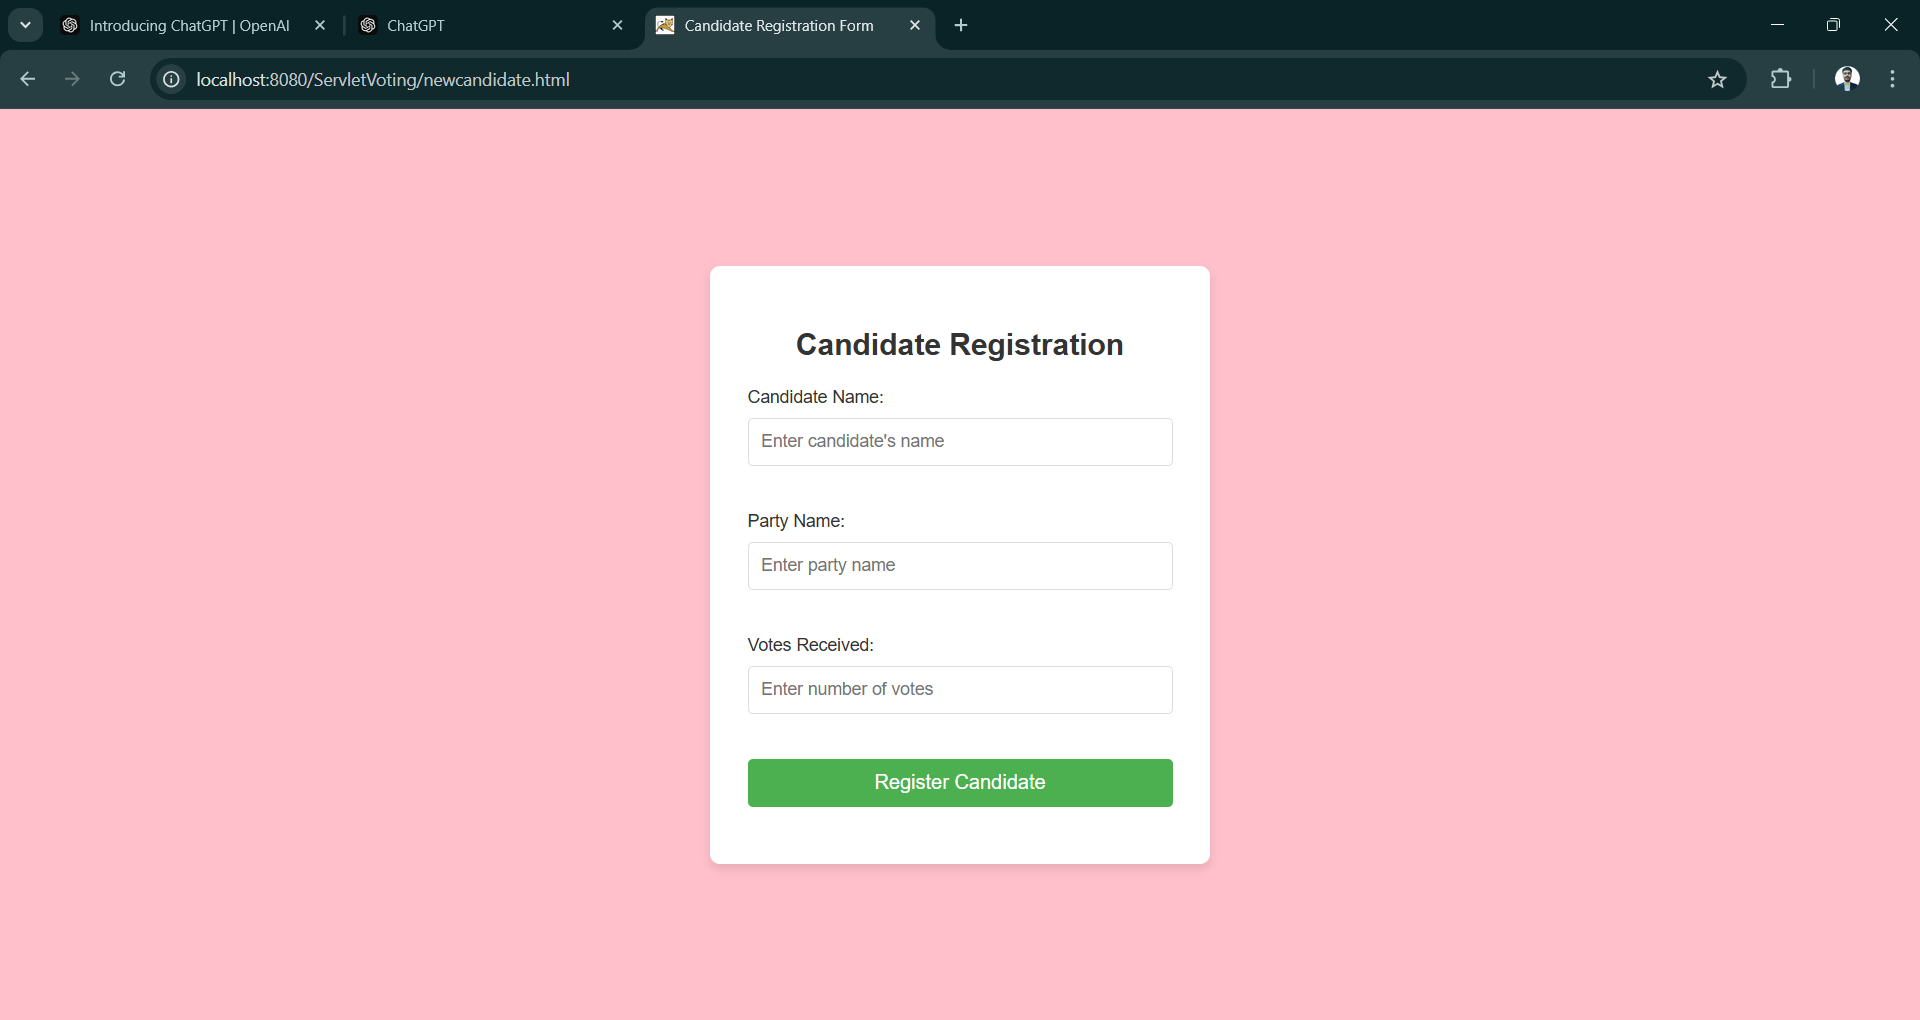 Introducing ChatGPT | OpenAI
ChatGPT
Candidate Registration Form
localhost:8080/ServletVoting/newcandidate.html
Candidate Registration
Candidate Name:
Enter candidate's name
Party Name:
Enter party name
Votes Received:
Enter number of votes
Register Candidate